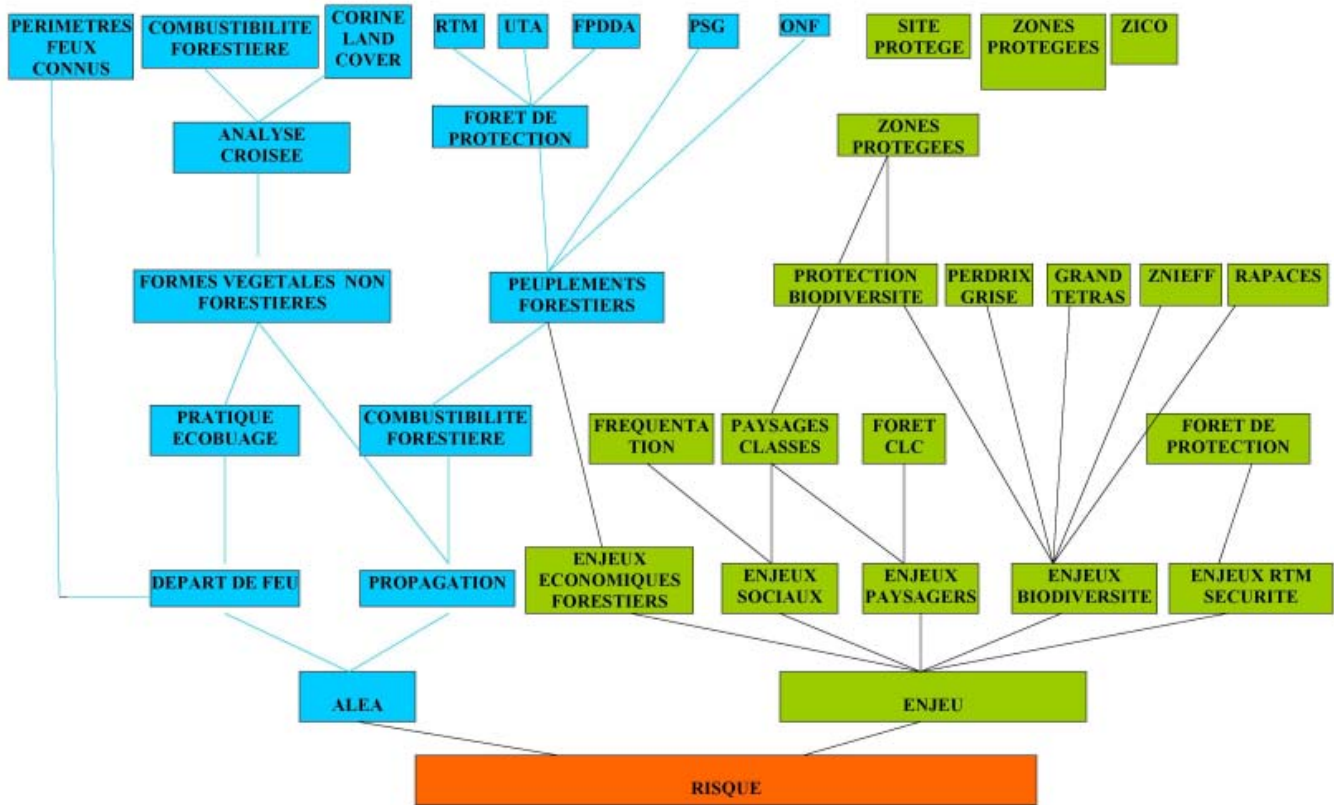 PERIMETRES
FEUX
CONNUS
COMBUSTIBILITE
FORESTIERE
CORINE
LAND
COVER
RTM
UTA
FPDDA
PSG
ONF
SITE
PROTEGE
ZONES
PROTEGEES
ZICO
ANALYSE
CROISEE
FORET DE
PROTECTION
ZONES
PROTEGEES
FORMES VEGETALES NON
FORESTIERES
PEUPLEMENTS
FORESTIERS
PROTECTION
BIODIVERSITE
PERDRIX
GRISE
GRAND
TETRAS
ZNIEFF
RAPACES
PRATIQUE
ECOBUAGE
COMBUSTIBILITE
FORESTIERE
FREQUENTA
TION
PAYSAGES
CLASSES
FORET
CLC
FORET DE
PROTECTION
DEPART DE FEU
PROPAGATION
ENJEUX
ECONOMIQUES
FORESTIERS
ENJEUX
SOCIAUX
ENJEUX
PAYSAGERS
ENJEUX
BIODIVERSITE
ENJEUX RTM
SECURITE
ALEA
ENJEU
RISQUE